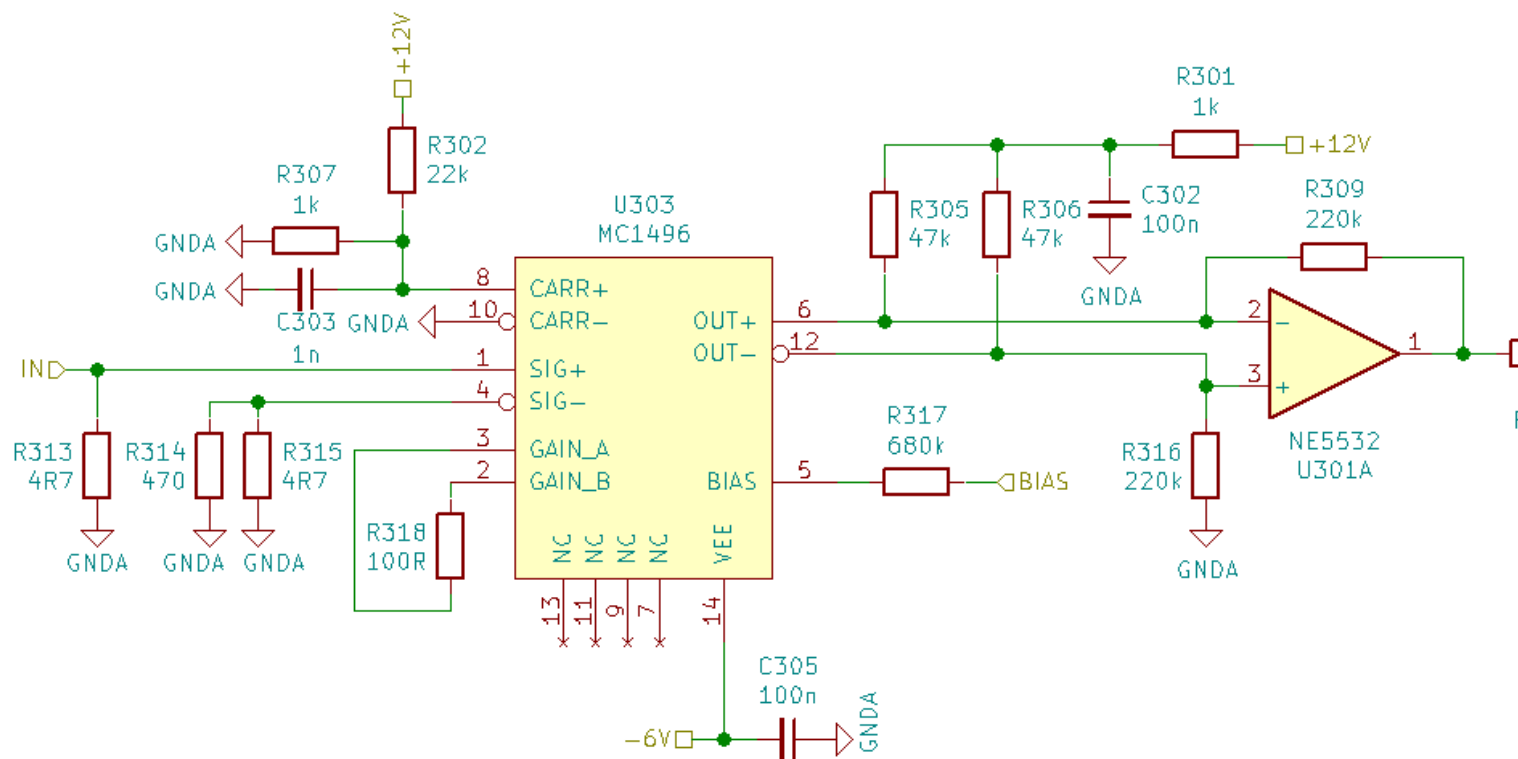 +12V
R301
1k
+12V
R302
22k
R307
1k
GNDA
GNDA
C303
1n
GNDA
U303
MC1496
R305
47k
R306
47k
C302
100n
GNDA
R309
220k
8
CARR+
10
CARR-
1
SIG+
4
SIG-
3
GAIN_A
2
GAIN_B
OUT+
6
OUT-
12
BIAS
5
NC
NC
NC
NC
VEE
13
11
9
7
14
IN
R313
4R7
GNDA
R314
470
GNDA
R315
4R7
GNDA
R318
100R
R317
680k
BIAS
2
-
3
+
1
NE5532
U301A
R316
220k
GNDA
C305
100n
GNDA
-6V